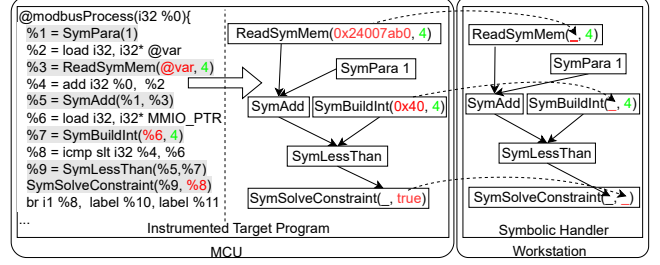 @modbusProcess(i32 %0){
%1 = SymPara(1)
%2 = load i32, i32* @var
%3 = ReadSymMem(@var, 4)
%4 = add i32 %0, %2
%5 = SymAdd(%1, %3)
%6 = load i32, i32* MMIO_PTR
%7 = SymBuildInt(%6, 4)
%8 = icmp slt i32 %4, %6
%9 = SymLessThan(%5,%7)
SymSolveConstraint(%9, %8)
br i1 %8, label %10, label %11
...
ReadSymMem(0x24007ab0, 4)
SymPara 1
SymAdd
SymBuildInt(0x40, 4)
SymLessThan
SymSolveConstraint(_, true)
Instrumented Target Program
MCU
ReadSymMem(_, 4)
SymPara 1
SymAdd
SymBuildInt(_, 4)
SymLessThan
SymSolveConstraint(_, _)
Symbolic Handler
Workstation